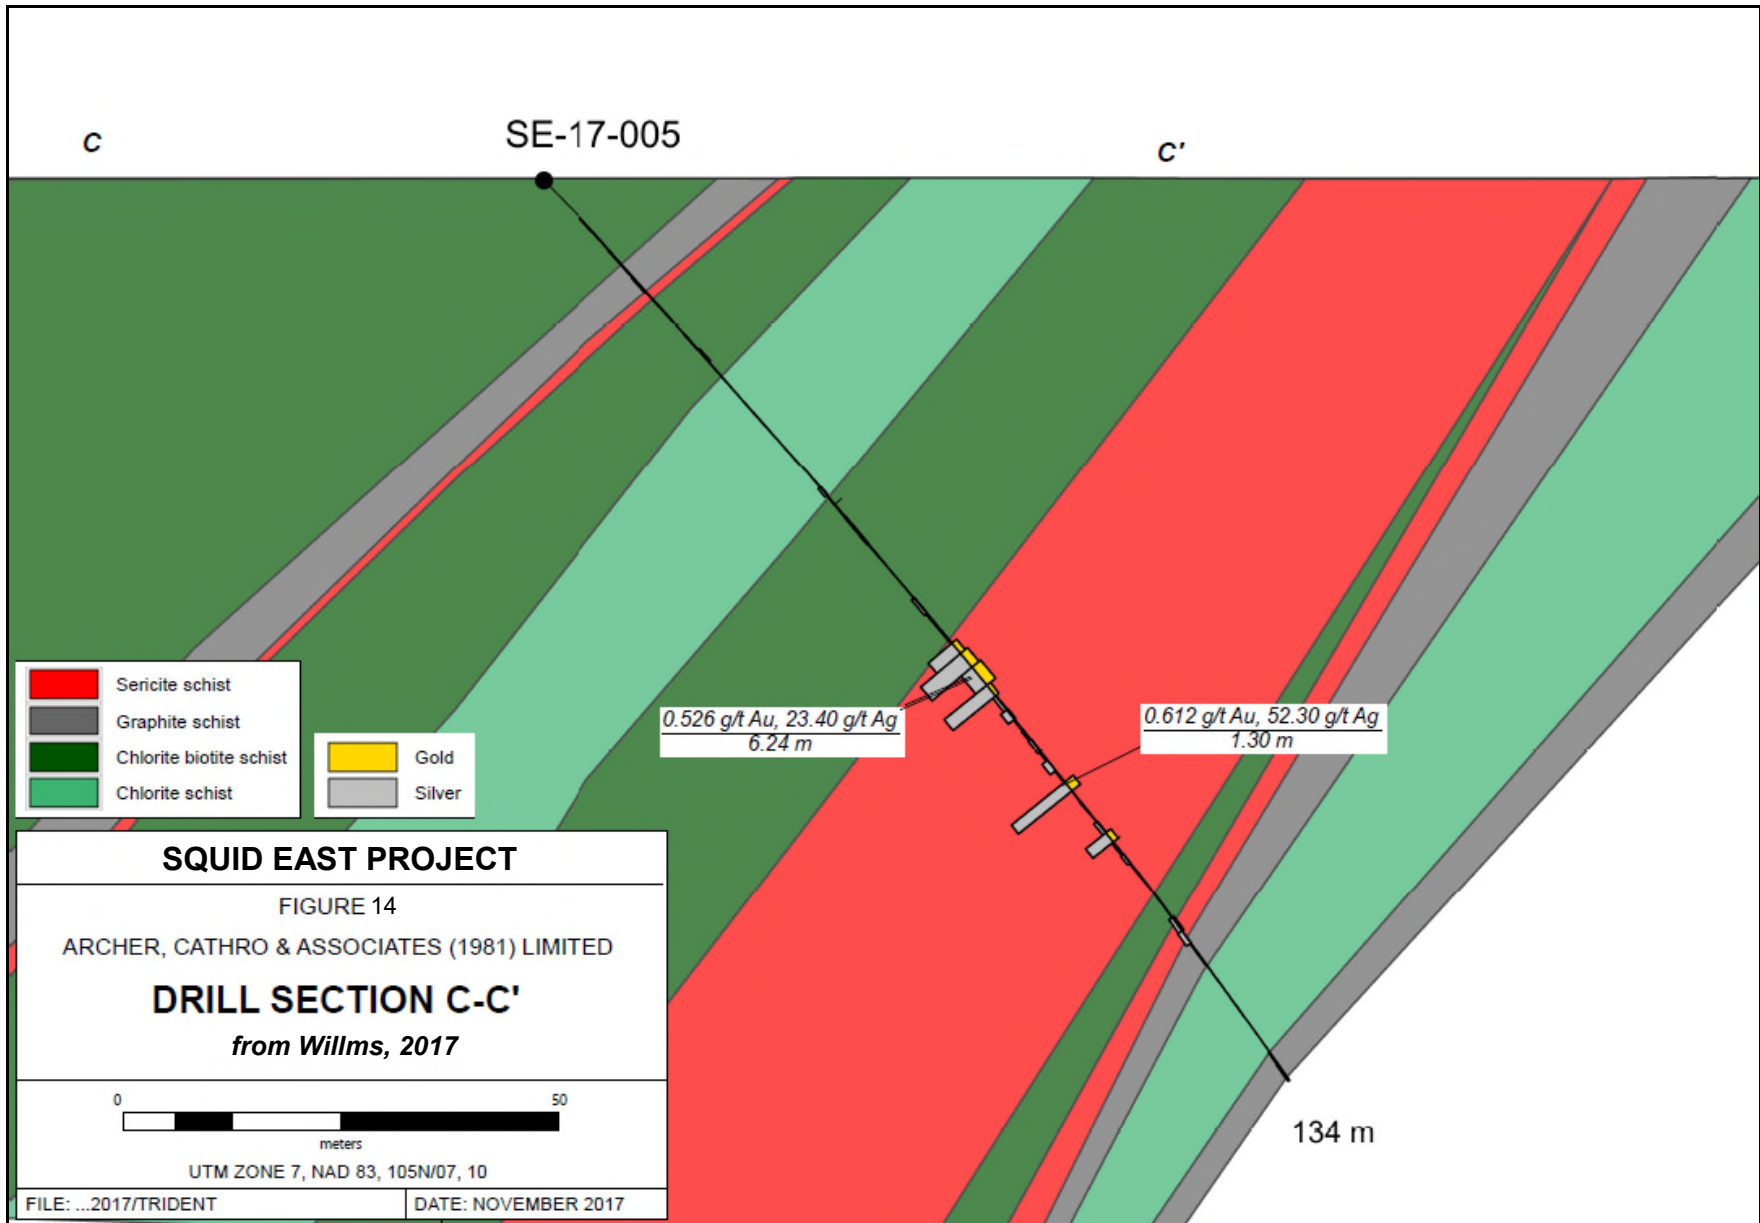 C
SE-17-005
C'
Sericite schist
Graphite schist
Chlorite biotite schist
Chlorite schist
Gold
Silver
0.526 g/t Au, 23.40 g/t Ag
6.24 m
0.612 g/t Au, 52.30 g/t Ag
1.30 m
SQUID EAST PROJECT
FIGURE 14
ARCHER, CATHRO & ASSOCIATES (1981) LIMITED
DRILL SECTION C-C'
from Willms, 2017
0 50
meters
UTM ZONE 7, NAD 83, 105N/07, 10
FILE: ...2017/TRIDENT
DATE: NOVEMBER 2017
134 m